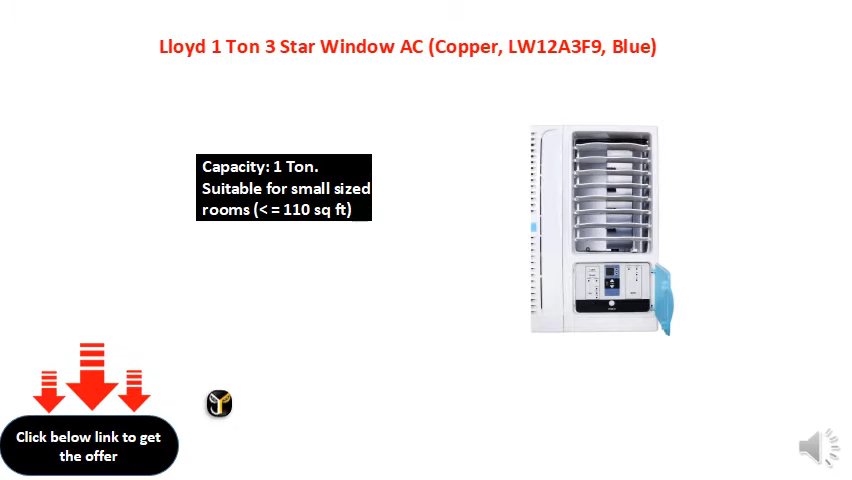 Lloyd 1 Ton 3 Star Window AC (Copper, LW12A3F9, Blue)
Capacity: 1 Ton.
Suitable for small sized
rooms (< = 110 sq ft)
Click below link to get
the offer